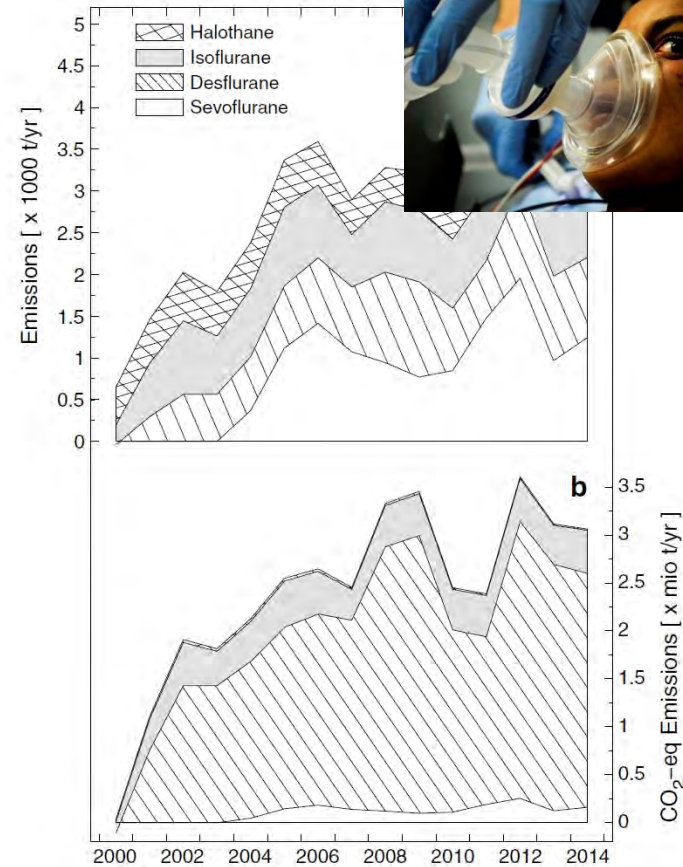 Halothane
Isoflurane
Desflurane
Sevoflurane
Emissions [ x 1000 t/yr ]
5
4.5
4
3.5
3
2.5
2
1.5
1
0.5
0
b
CO₂-eq Emissions [ x mio t/yr ]
3.5
3
2.5
2
1.5
1
0.5
0
2000 2002 2004 2006 2008 2010 2012 2014